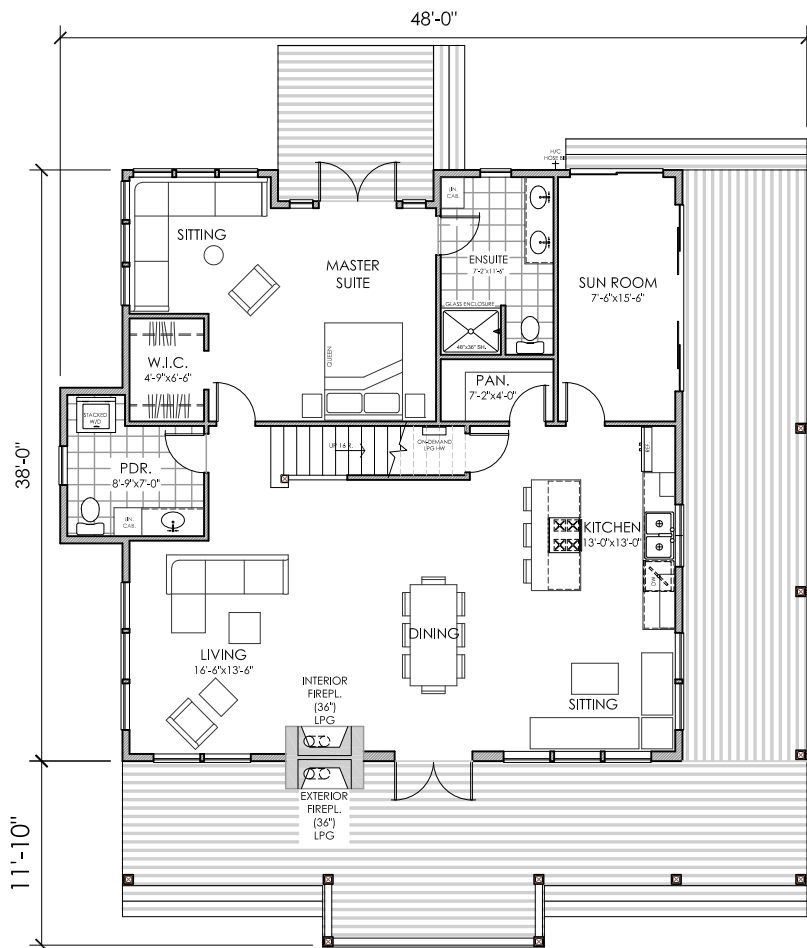 48'-0"
H/C
HOSE BIB
LIN.
CAB.
SITTING
MASTER
SUITE
ENSUITE
7'-2"x11'-6"
SUN ROOM
7'-6"x15'-6"
GLASS ENCLOSURE
48"x36" SH.
QUEEN
W.I.C.
4'-9"x6'-6"
PAN.
7'-2"x4'-0"
STACKED
W/D
UP 16 R.
ON-DEMAND
LPG HW
REF.
38'-0"
PDR.
8'-9"x7'-0"
LIN.
CAB.
KITCHEN
13'-0"x13'-0"
DW
DINING
LIVING
16'-6"x13'-6"
INTERIOR
FIREPL.
(36")
LPG
SITTING
EXTERIOR
FIREPL.
(36")
LPG
11'-10"